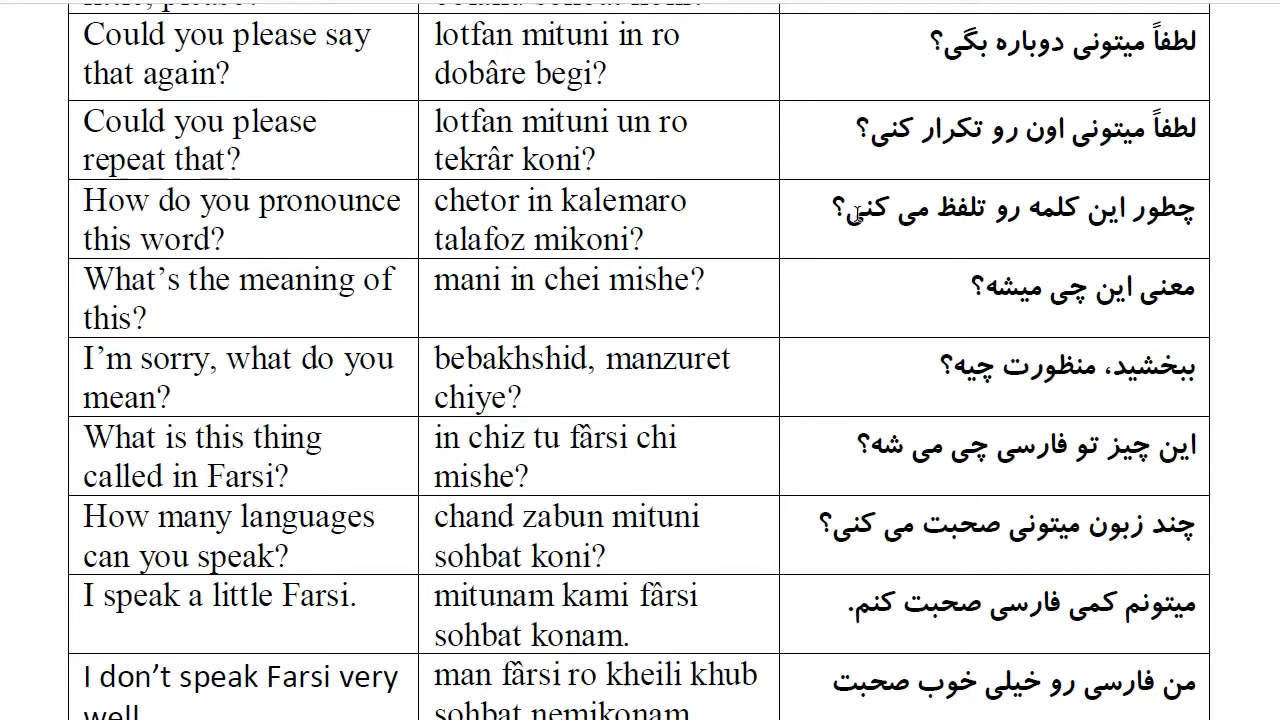 Could you please say
that again?
lotfan mituni in ro
dobâre begi?
لطفاً میتونی دوباره بگی؟
Could you please
repeat that?
lotfan mituni un ro
tekrâr koni?
لطفاً میتونی اون رو تکرار کنی؟
How do you pronounce
this word?
chetor in kalemaro
talafoz mikoni?
چطور این کلمه رو تلفظ می کنی؟
What’s the meaning of
this?
mani in chei mishe?
معنی این چی میشه؟
I’m sorry, what do you
mean?
bebakhshid, manzuret
chiye?
ببخشید، منظورت چیه؟
What is this thing
called in Farsi?
in chiz tu fârsi chi
mishe?
این چیز تو فارسی چی می شه؟
How many languages
can you speak?
chand zabun mituni
sohbat koni?
چند زبون میتونی صحبت می کنی؟
I speak a little Farsi.
mitunam kami fârsi
sohbat konam.
میتونم کمی فارسی صحبت کنم.
I don’t speak Farsi very
well
man fârsi ro kheili khub
sohbat nemikonam
من فارسی رو خیلی خوب صحبت